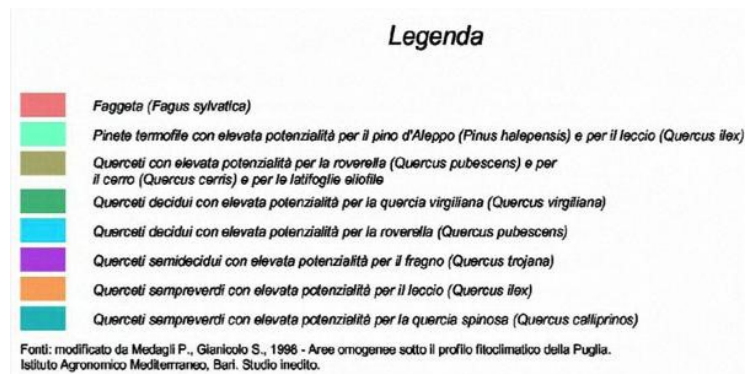 Legenda
Faggeta (Fagus sylvatica)
Pinete termofile con elevata potenzialità per il pino d'Aleppo (Pinus halepensis) e per il leccio (Quercus ilex)
Querceti con elevata potenzialità per la roverella (Quercus pubescens) e per
il cerro (Quercus cerris) e per le latifoglie eliofile
Querceti decidui con elevata potenzialità per la quercia virgiliana (Quercus virgiliana)
Querceti decidui con elevata potenzialità per la roverella (Quercus pubescens)
Querceti semidecidui con elevata potenzialità per il fragno (Quercus trojana)
Querceti sempreverdi con elevata potenzialità per il leccio (Quercus ilex)
Querceti sempreverdi con elevata potenzialità per la quercia spinosa (Quercus calliprinos)
Fonti: modificato da Medagli P., Gianicolo S., 1996 - Aree omogenee sotto il profilo fitoclimatico della Puglia.
Istituto Agronomico Mediterraneo, Bari. Studio inedito.